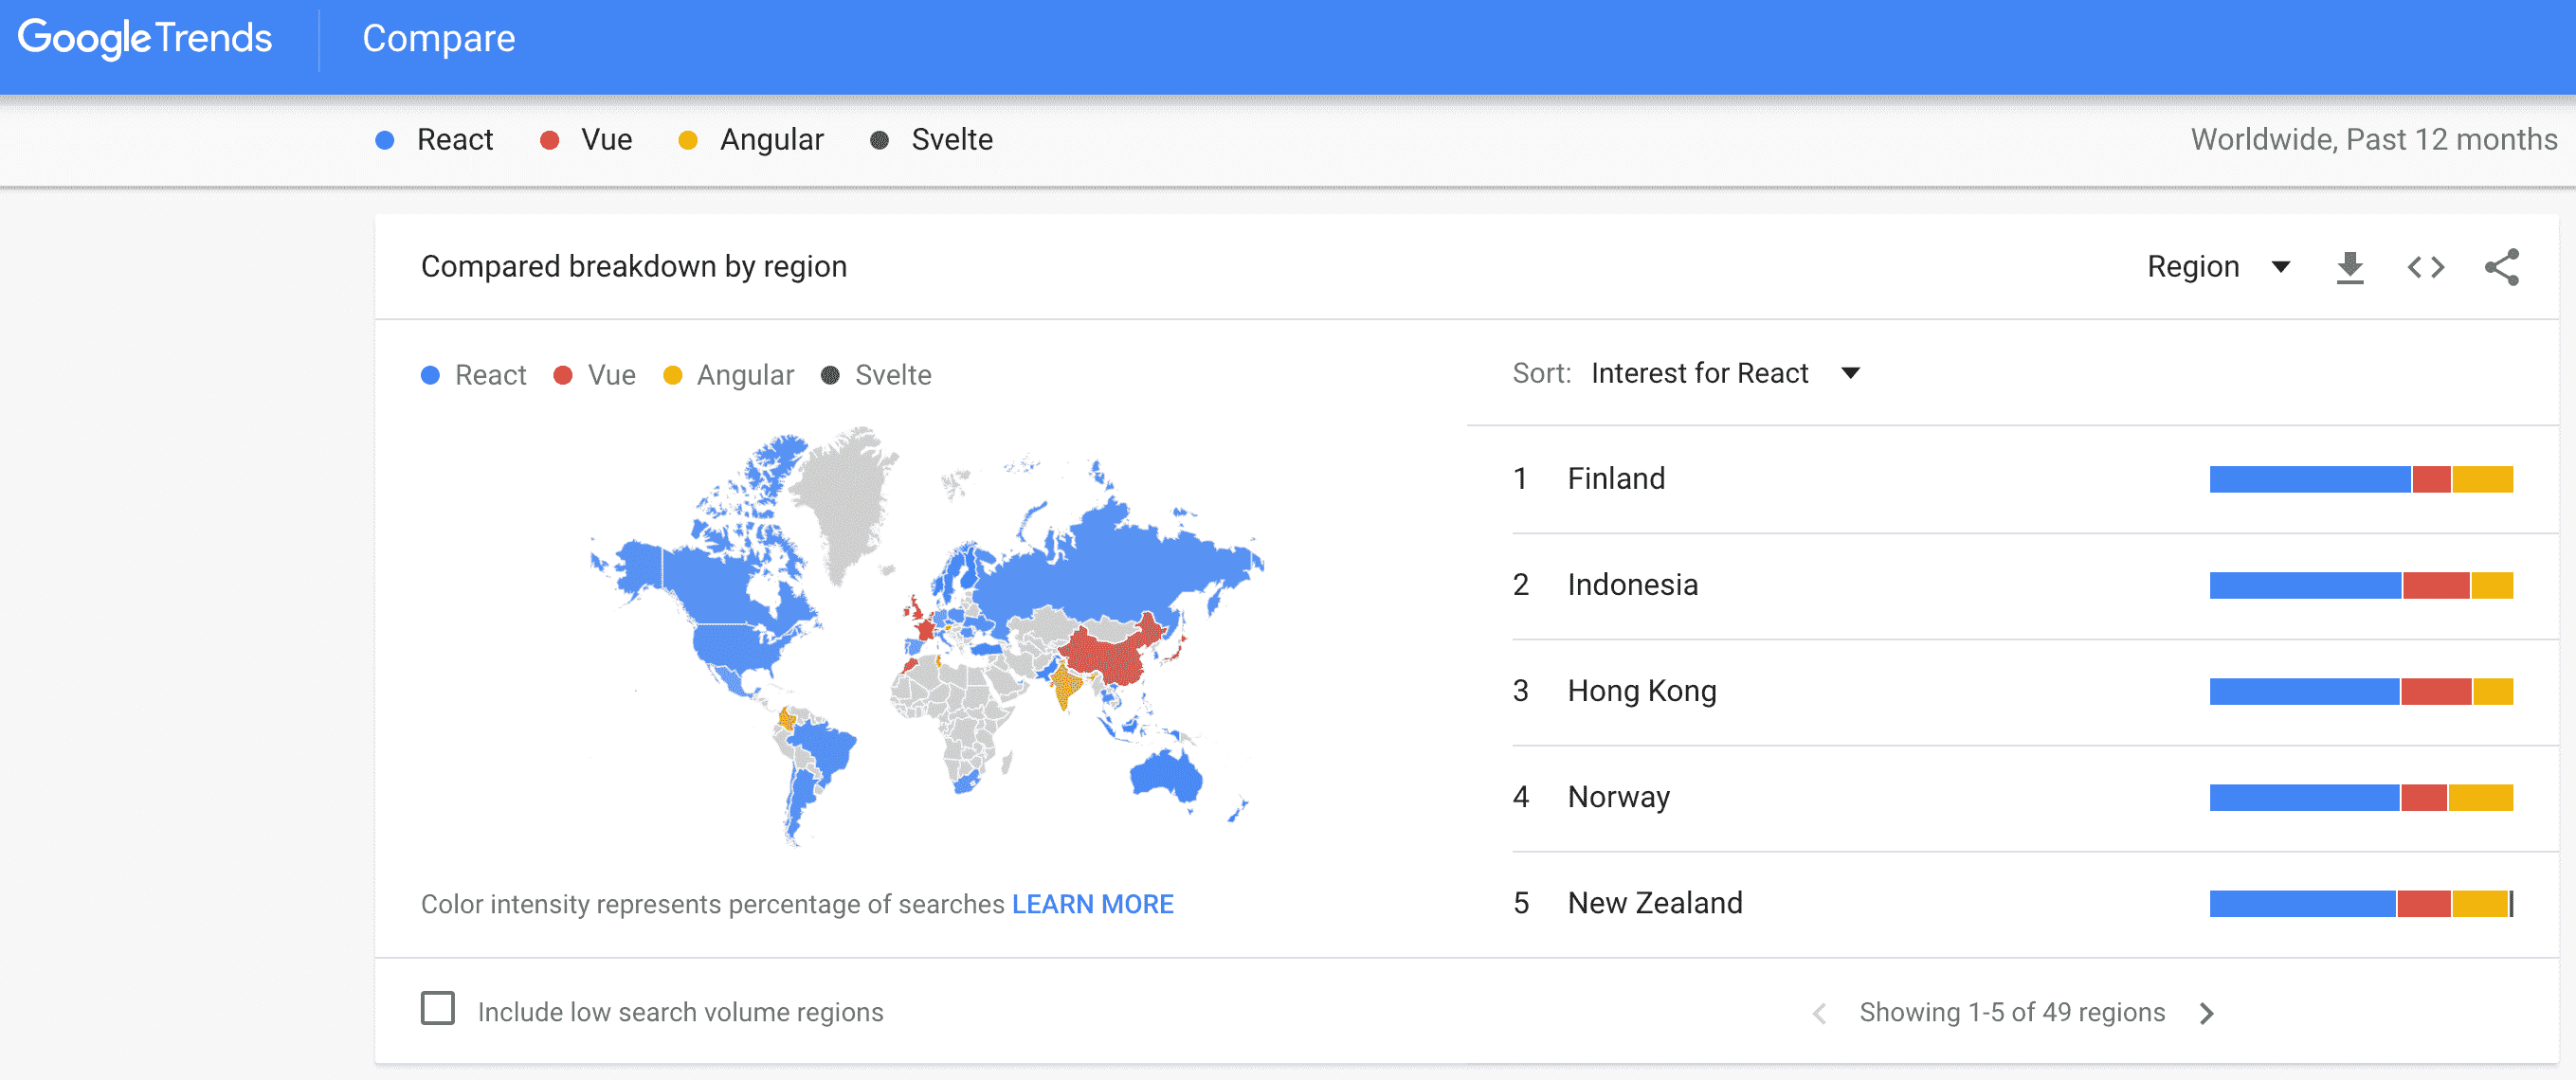 Google Trends Compare
React Vue Angular Svelte Worldwide, Past 12 months
Compared breakdown by region Region
React Vue Angular Svelte
Sort: Interest for React
1 Finland
2 Indonesia
3 Hong Kong
4 Norway
5 New Zealand
Color intensity represents percentage of searches LEARN MORE
Include low search volume regions
Showing 1-5 of 49 regions